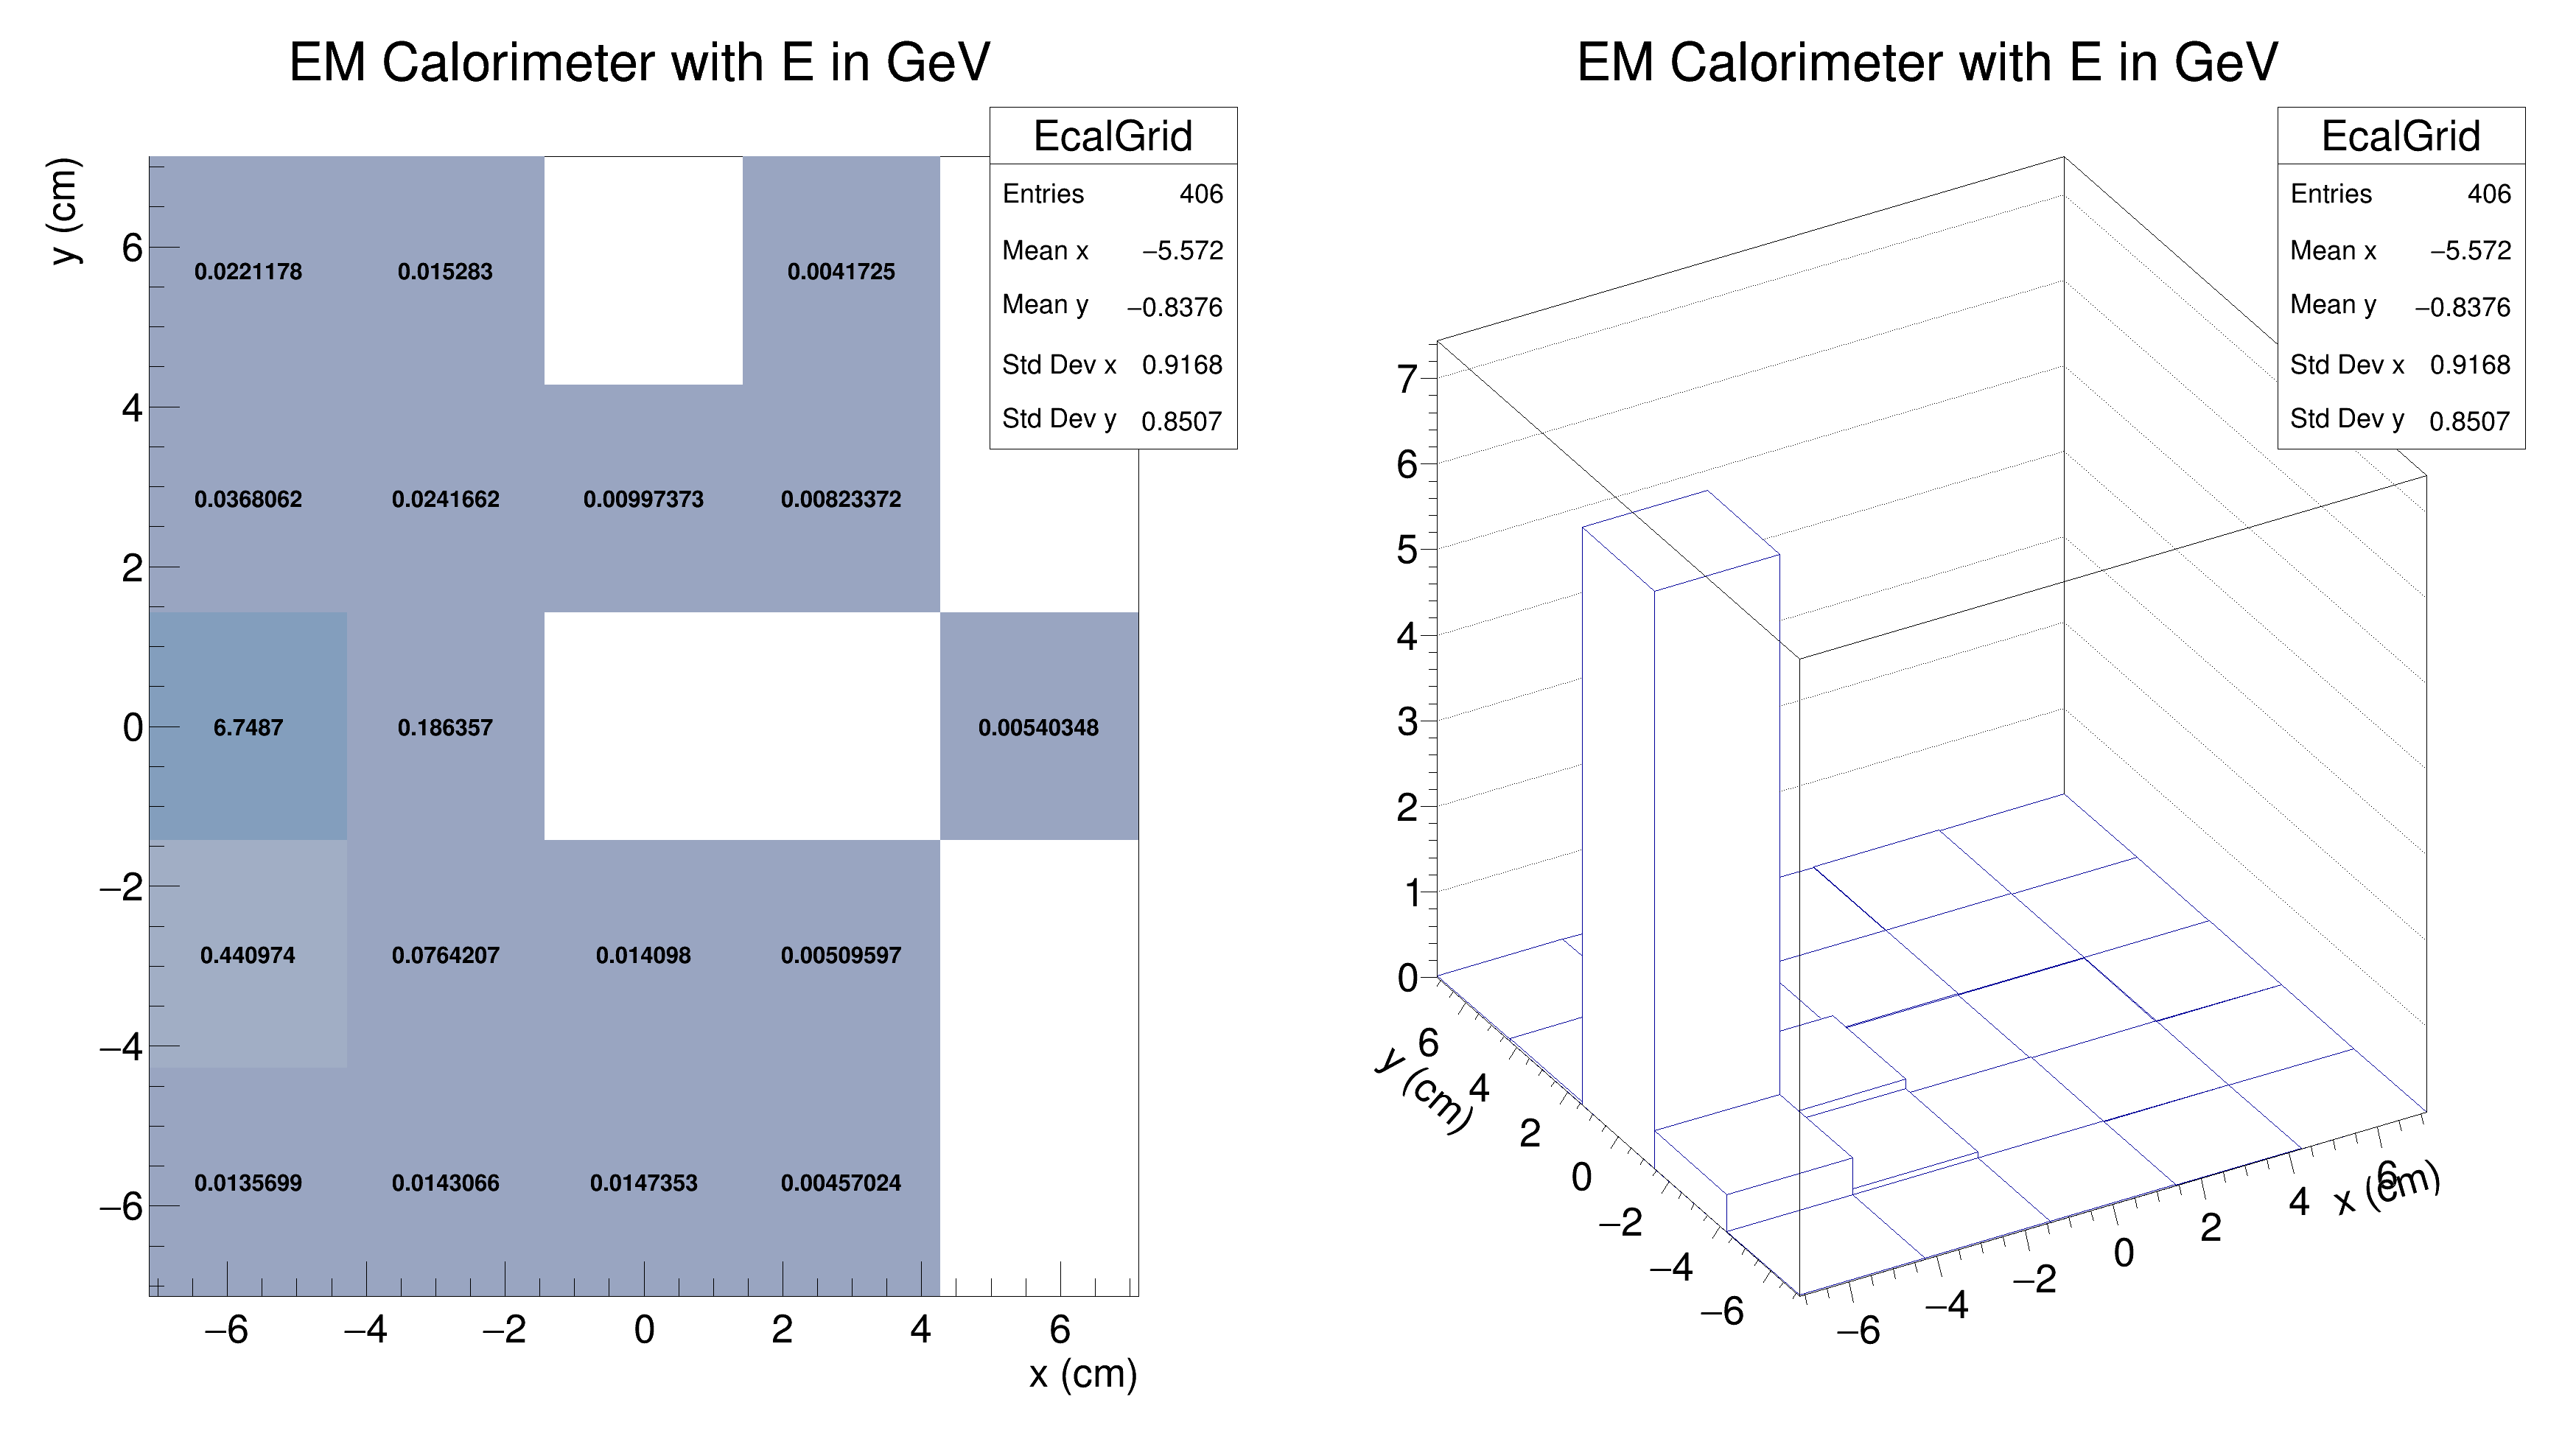 EM Calorimeter with E in GeV
EcalGrid
Entries 406
Mean x −5.572
Mean y −0.8376
Std Dev x 0.9168
Std Dev y 0.8507
y (cm)
6
4
2
0
−2
−4
−6
0.0221178 0.015283 0.0041725
0.0368062 0.0241662 0.00997373 0.00823372
6.7487 0.186357 0.00540348
0.440974 0.0764207 0.014098 0.00509597
0.0135699 0.0143066 0.0147353 0.00457024
−6 −4 −2 0 2 4 6
x (cm)
EM Calorimeter with E in GeV
EcalGrid
Entries 406
Mean x −5.572
Mean y −0.8376
Std Dev x 0.9168
Std Dev y 0.8507
7
6
5
4
3
2
1
0
y (cm)
6
4
2
0
−2
−4
−6
−6 −4 −2 0 2 4 6
x (cm)